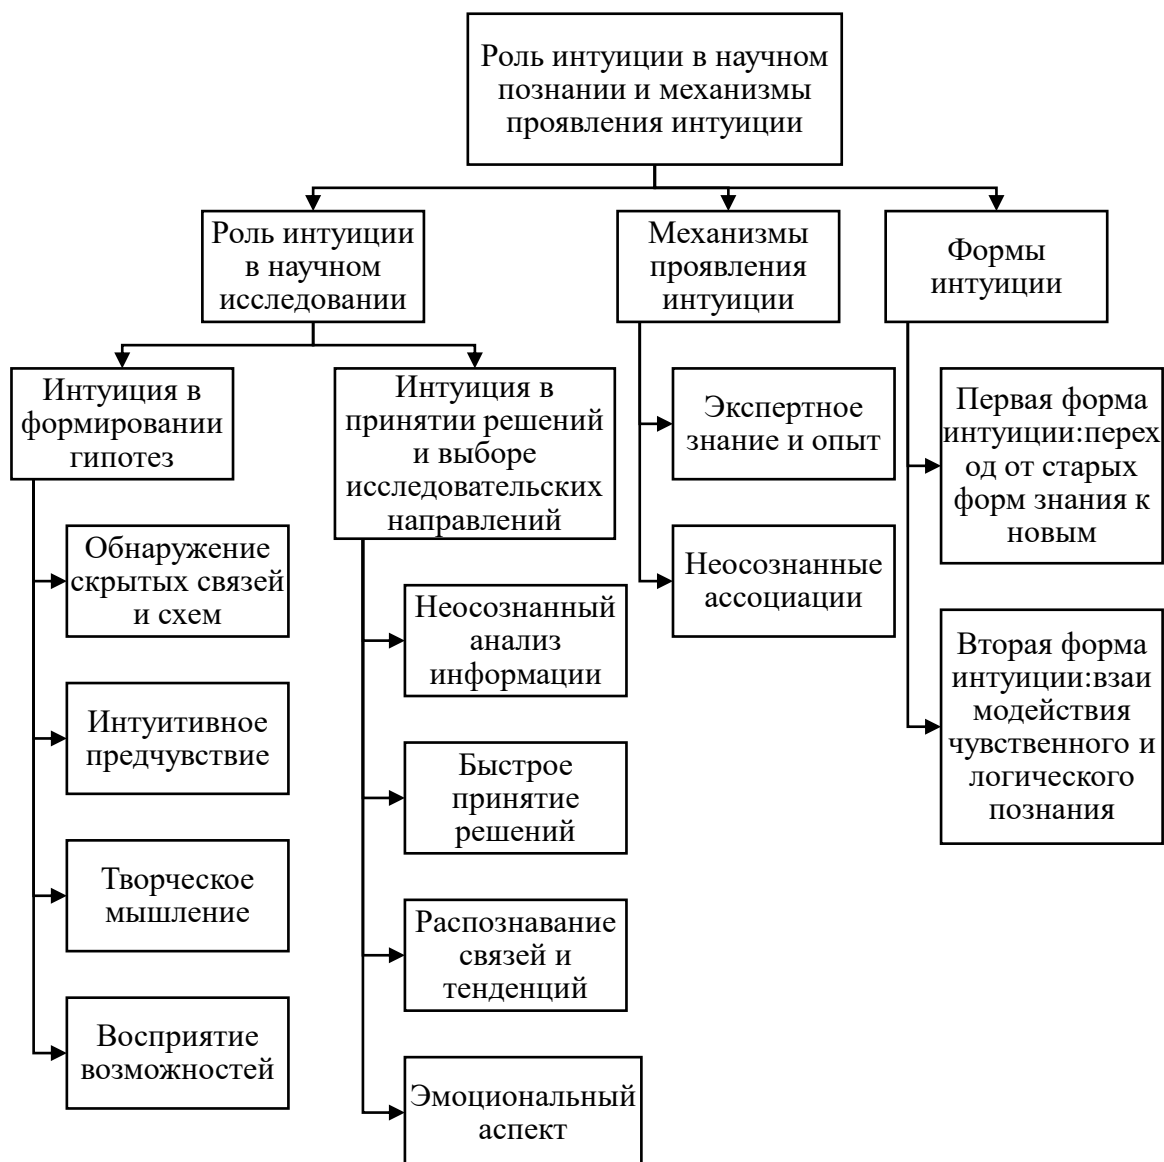 Роль интуиции в научном
познании и механизмы
проявления интуиции
Роль интуиции
в научном
исследовании
Механизмы
проявления
интуиции
Формы
интуиции
Интуиция в
формировании
гипотез
Интуиция в
принятии решений
и выборе
исследовательских
направлений
Экспертное
знание и опыт
Первая форма
интуиции:перех
од от старых
форм знания к
новым
Обнаружение
скрытых связей
и схем
Неосознанный
анализ
информации
Неосознанные
ассоциации
Вторая форма
интуиции:взаи
модействия
чувственного и
логического
познания
Интуитивное
предчувствие
Быстрое
принятие
решений
Творческое
мышление
Распознавание
связей и
тенденций
Восприятие
возможностей
Эмоциональный
аспект